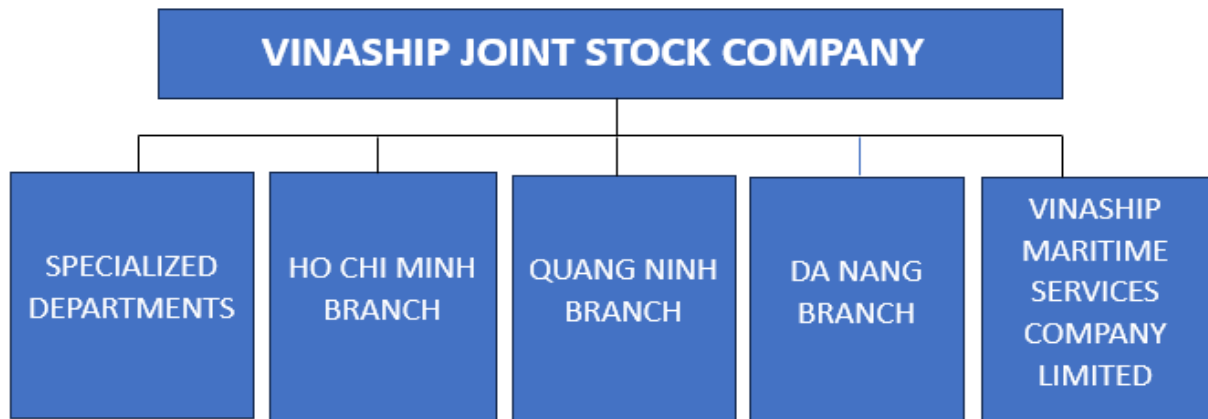 VINASHIP JOINT STOCK COMPANY
SPECIALIZED
DEPARTMENTS
HO CHI MINH
BRANCH
QUANG NINH
BRANCH
DA NANG
BRANCH
VINASHIP
MARITIME
SERVICES
COMPANY
LIMITED